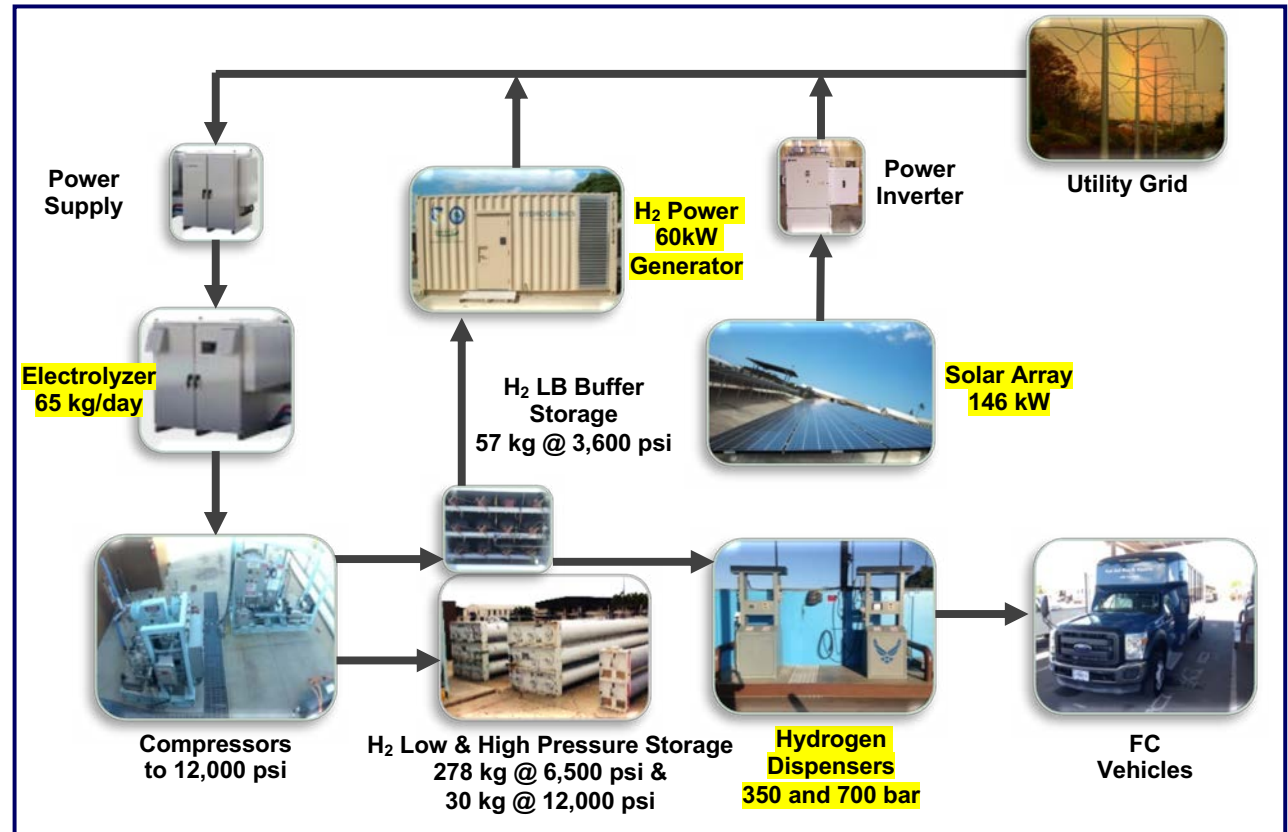 Power
Supply
H₂ Power
60kW
Generator
Power
Inverter
Utility Grid
Electrolyzer
65 kg/day
H₂ LB Buffer
Storage
57 kg @ 3,600 psi
Solar Array
146 kW
Compressors
to 12,000 psi
H₂ Low & High Pressure Storage
278 kg @ 6,500 psi &
30 kg @ 12,000 psi
Hydrogen
Dispensers
350 and 700 bar
FC
Vehicles